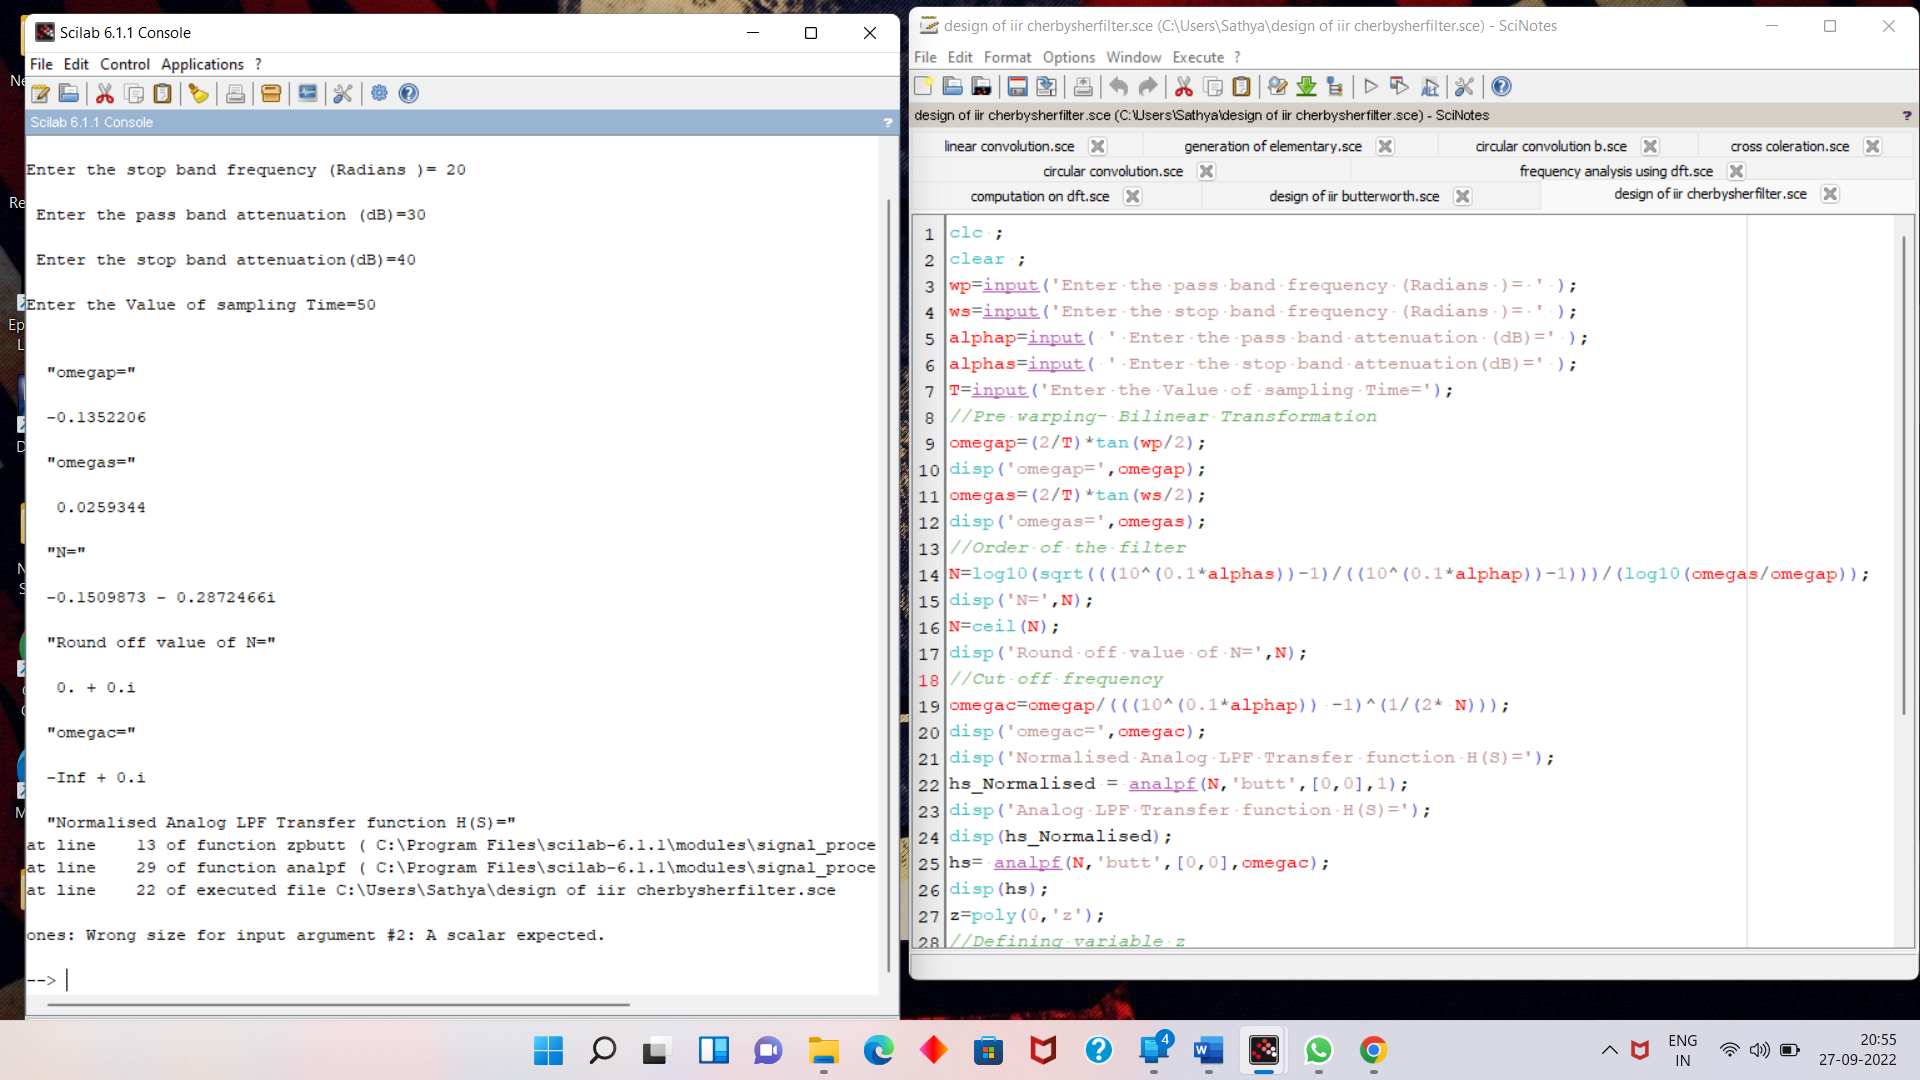 Scilab 6.1.1 Console
File Edit Control Applications ?
Scilab 6.1.1 Console ?
Enter the stop band frequency (Radians )= 20
Enter the pass band attenuation (dB)=30
Enter the stop band attenuation(dB)=40
Enter the Value of sampling Time=50
"omegap="
-0.1352206
"omegas="
0.0259344
"N="
-0.1509873 - 0.2872466i
"Round off value of N="
0. + 0.i
"omegac="
-Inf + 0.i
"Normalised Analog LPF Transfer function H(S)="
at line 13 of function zpbutt ( C:\Program Files\scilab-6.1.1\modules\signal_proce
at line 29 of function analpf ( C:\Program Files\scilab-6.1.1\modules\signal_proce
at line 22 of executed file C:\Users\Sathya\design of iir cherbysherfilter.sce
ones: Wrong size for input argument #2: A scalar expected.
-->
design of iir cherbysherfilter.sce (C:\Users\Sathya\design of iir cherbysherfilter.sce) - SciNotes
File Edit Format Options Window Execute ?
design of iir cherbysherfilter.sce (C:\Users\Sathya\design of iir cherbysherfilter.sce) - SciNotes ?
linear convolution.sce generation of elementary.sce circular convolution b.sce cross coleration.sce
circular convolution.sce frequency analysis using dft.sce
computation on dft.sce design of iir butterworth.sce design of iir cherbysherfilter.sce
1 clc ;
2 clear ;
3 wp=input('Enter the pass band frequency (Radians )= ' );
4 ws=input('Enter the stop band frequency (Radians )= ' );
5 alphap=input( ' Enter the pass band attenuation (dB)=' );
6 alphas=input( ' Enter the stop band attenuation(dB)=' );
7 T=input('Enter the Value of sampling Time=');
8 //Pre warping- Bilinear Transformation
9 omegap=(2/T)*tan(wp/2);
10 disp('omegap=',omegap);
11 omegas=(2/T)*tan(ws/2);
12 disp('omegas=',omegas);
13 //Order of the filter
14 N=log10(sqrt(((10^(0.1*alphas))-1)/((10^(0.1*alphap))-1)))/(log10(omegas/omegap));
15 disp('N=',N);
16 N=ceil(N);
17 disp('Round off value of N=',N);
18 //Cut off frequency
19 omegac=omegap/(((10^(0.1*alphap)) -1)^(1/(2* N)));
20 disp('omegac=',omegac);
21 disp('Normalised Analog LPF Transfer function H(S)=');
22 hs_Normalised = analpf(N,'butt',[0,0],1);
23 disp('Analog LPF Transfer function H(S)=');
24 disp(hs_Normalised);
25 hs= analpf(N,'butt',[0,0],omegac);
26 disp(hs);
27 z=poly(0,'z');
28 //Defining variable z
4
ENG
IN
20:55
27-09-2022